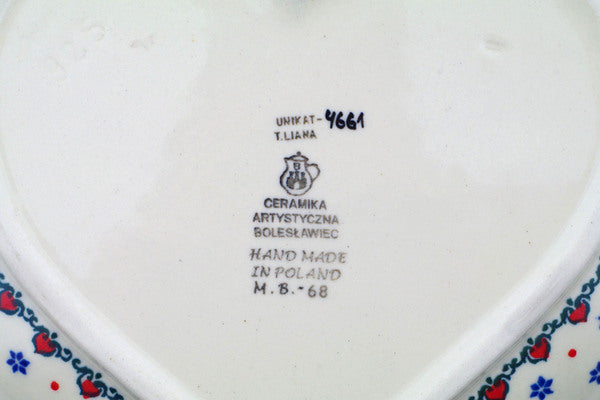 UNIKAT-4661
T.LIANA
B
CERAMIKA
ARTYSTYCZNA
BOLESŁAWIEC
HAND MADE
IN POLAND
M.B.-68